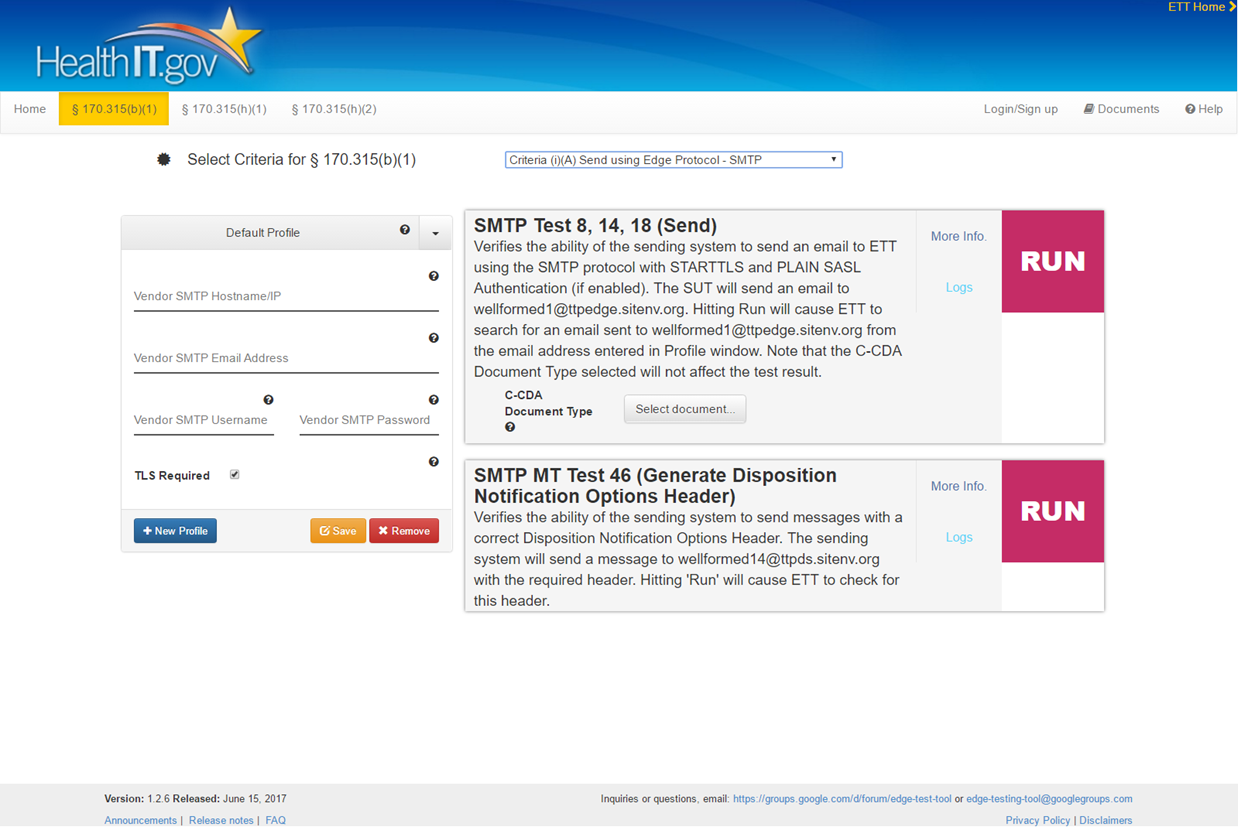 ETT Home
HealthIT.gov
Home § 170.315(b)(1) § 170.315(h)(1) § 170.315(h)(2) Login/Sign up Documents Help
Select Criteria for § 170.315(b)(1) Criteria (i)(A) Send using Edge Protocol - SMTP
Default Profile
Vendor SMTP Hostname/IP
Vendor SMTP Email Address
Vendor SMTP Username Vendor SMTP Password
TLS Required
New Profile Save Remove
SMTP Test 8, 14, 18 (Send)
Verifies the ability of the sending system to send an email to ETT
using the SMTP protocol with STARTTLS and PLAIN SASL
Authentication (if enabled). The SUT will send an email to
wellformed1@ttpedge.sitenv.org. Hitting Run will cause ETT to
search for an email sent to wellformed1@ttpedge.sitenv.org from
the email address entered in Profile window. Note that the C-CDA
Document Type selected will not affect the test result.
C-CDA
Document Type
Select document...
More Info.
Logs
RUN
SMTP MT Test 46 (Generate Disposition
Notification Options Header)
Verifies the ability of the sending system to send messages with a
correct Disposition Notification Options Header. The sending
system will send a message to wellformed14@ttpds.sitenv.org
with the required header. Hitting 'Run' will cause ETT to check for
this header.
More Info.
Logs
RUN
Version: 1.2.6 Released: June 15, 2017 Inquiries or questions, email: https://groups.google.com/d/forum/edge-test-tool or edge-testing-tool@googlegroups.com
Announcements | Release notes | FAQ Privacy Policy | Disclaimers